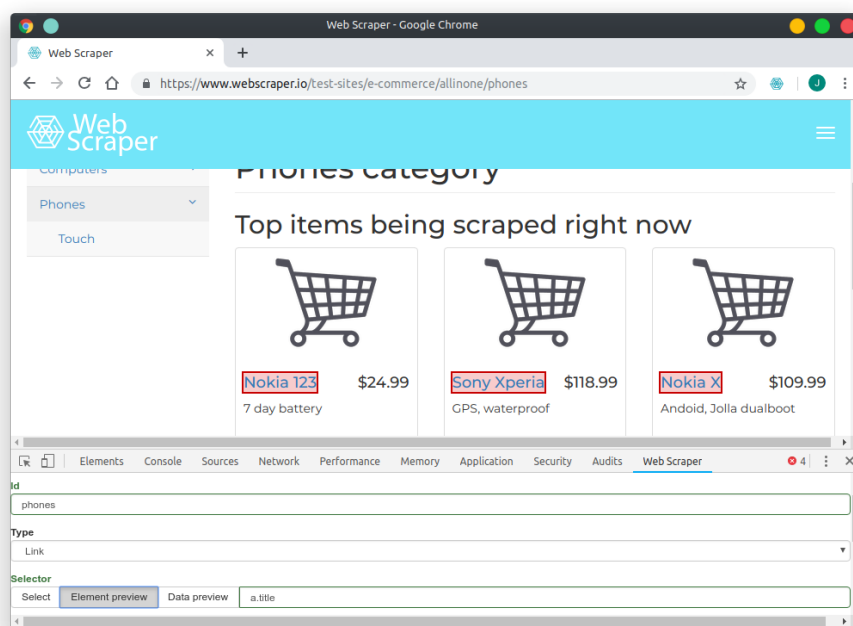 Web Scraper - Google Chrome
Web Scraper
https://www.webscraper.io/test-sites/e-commerce/allinone/phones
J
Web
Scraper
Computers
Phones category
Phones
Top items being scraped right now
Touch
Nokia 123 $24.99 Sony Xperia $118.99 Nokia X $109.99
7 day battery GPS, waterproof Andoid, Jolla dualboot
Elements Console Sources Network Performance Memory Application Security Audits Web Scraper 4
Id
phones
Type
Link
Selector
Select Element preview Data preview a.title